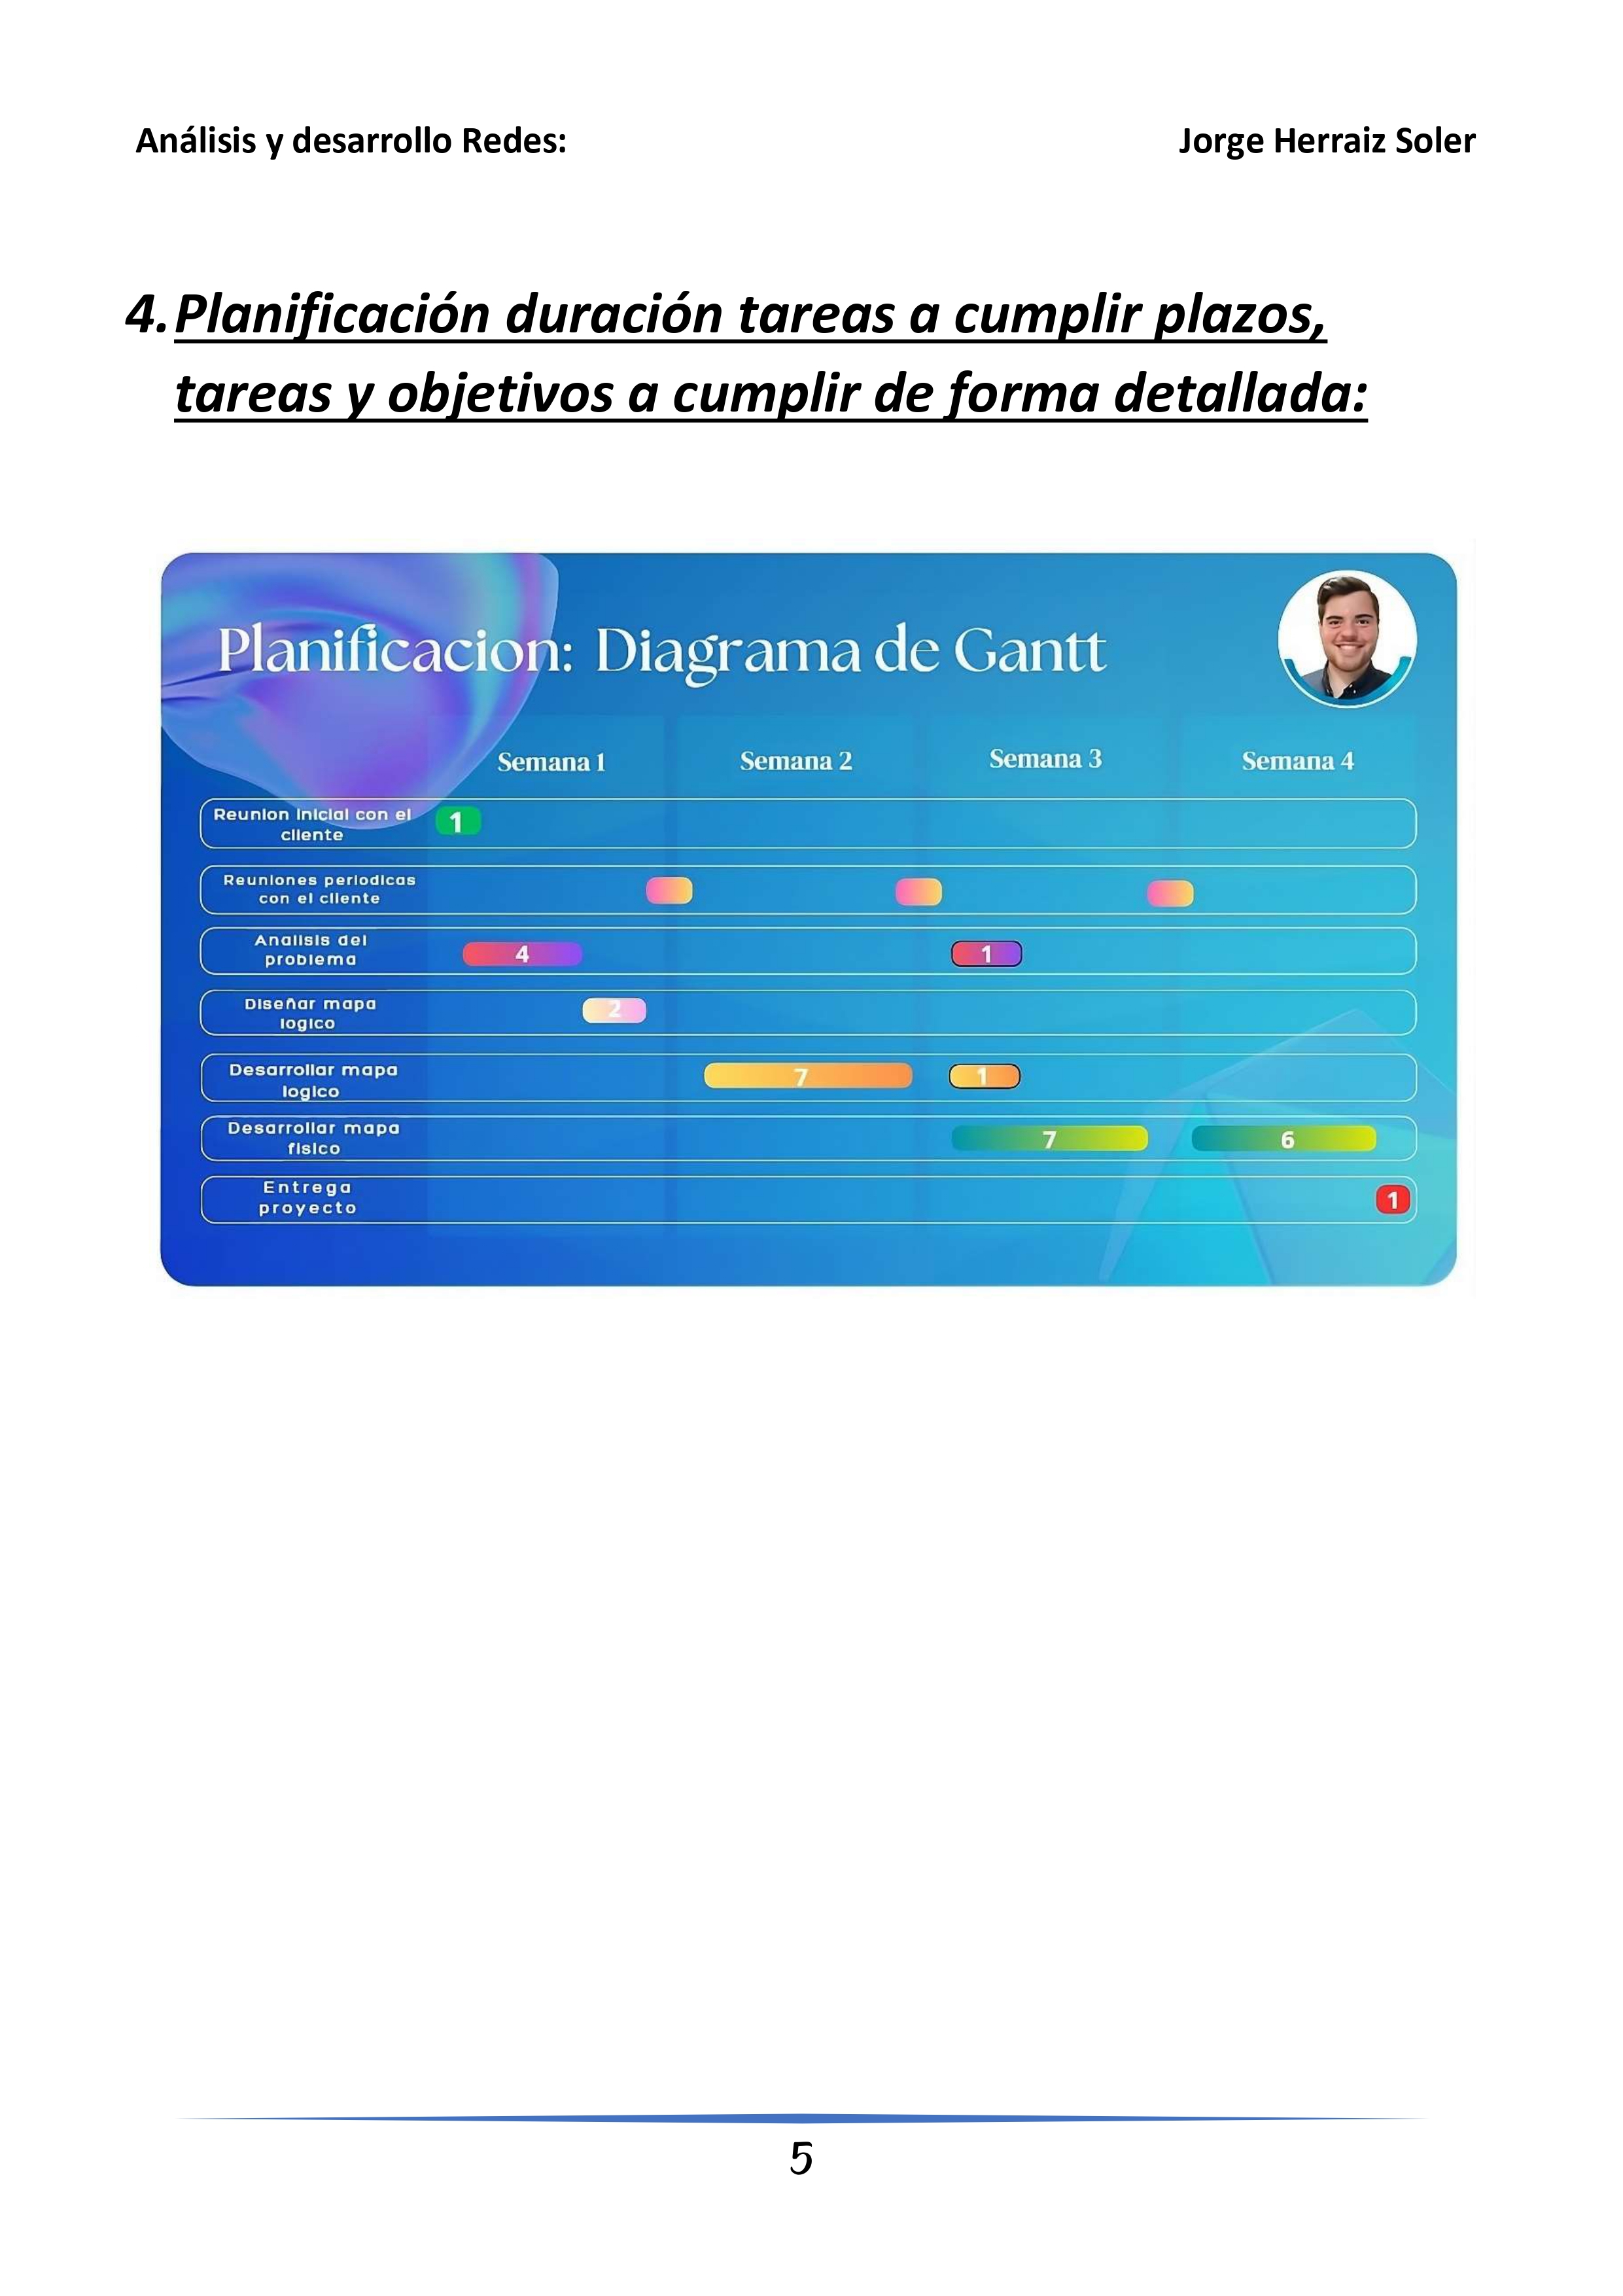 Análisis y desarrollo Redes:
Jorge Herraiz Soler
4. Planificación duración tareas a cumplir plazos,
tareas y objetivos a cumplir de forma detallada:
Planificacion: Diagrama de Gantt
Semana 1
Semana 2
Semana 3
Semana 4
Reunion inicial con el
cliente
1
Reuniones periodicas
con el cliente
Analisis del
problema
4
1
Diseñar mapa
logico
2
Desarrollar mapa
logico
7
1
Desarrollar mapa
fisico
7
6
Entrega
proyecto
1
5